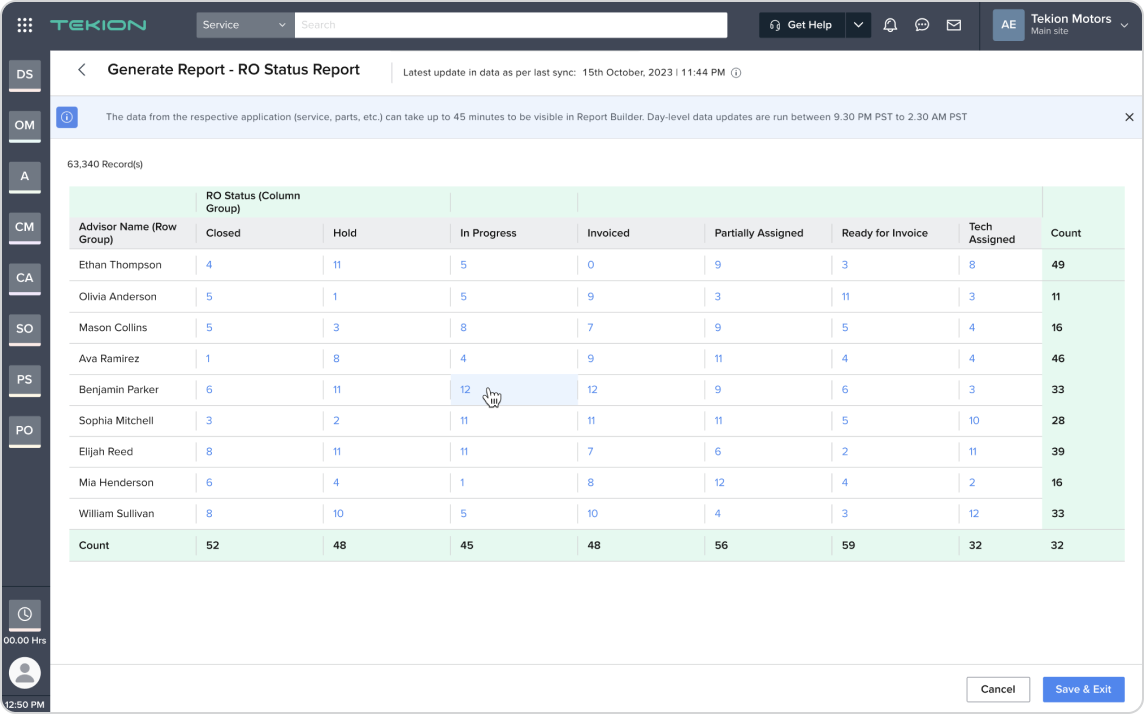 TEKION
Service
Search
Get Help
AE
Tekion Motors
Main site
DS
OM
A
CM
CA
SO
PS
PO
00.00 Hrs
12:50 PM
Generate Report - RO Status Report
Latest update in data as per last sync: 15th October, 2023 | 11:44 PM
The data from the respective application (service, parts, etc.) can take up to 45 minutes to be visible in Report Builder. Day-level data updates are run between 9.30 PM PST to 2.30 AM PST
63,340 Record(s)
RO Status (Column
Group)
Advisor Name (Row
Group)
Closed
Hold
In Progress
Invoiced
Partially Assigned
Ready for Invoice
Tech
Assigned
Count
Ethan Thompson 4 11 5 0 9 3 8 49
Olivia Anderson 5 1 5 9 3 11 3 11
Mason Collins 5 3 8 7 9 5 4 16
Ava Ramirez 1 8 4 9 11 4 4 46
Benjamin Parker 6 11 12 12 9 6 3 33
Sophia Mitchell 3 2 11 11 11 5 10 28
Elijah Reed 8 11 11 7 6 2 11 39
Mia Henderson 6 4 1 8 12 4 2 16
William Sullivan 8 10 5 10 4 3 12 33
Count 52 48 45 48 56 59 32 32
Cancel
Save & Exit